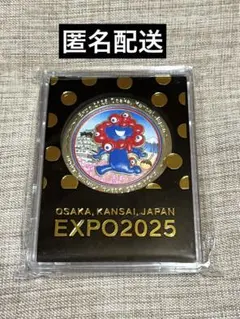 匿名配送
OSAKA, KANSAI, JAPAN
EXPO2025